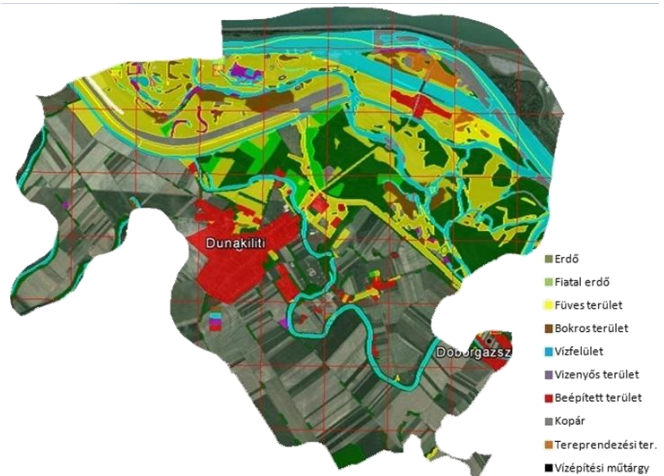 Dunakiliti
Doborgazsz
Erdő
Fiatal erdő
Füves terület
Bokros terület
Vízfelület
Vizenyős terület
Beépített terület
Kopár
Tereprendezési ter.
Vízépítési műtárgy